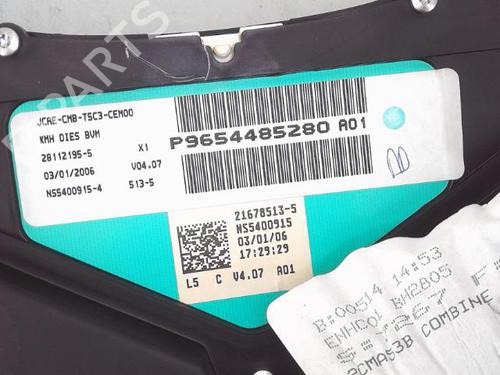 JCAE-CMB-T5C3-CEM00
KMH DIES BVM
28112195-5 X1
03/01/2006 V04.07
NS5400915-4 513-5
P9654485280 A01
21678513-5
NS5400915
03/01/06
17:29:29
L5 C V4.07 A01
B:00514 14:53
COMBINE
PARTS